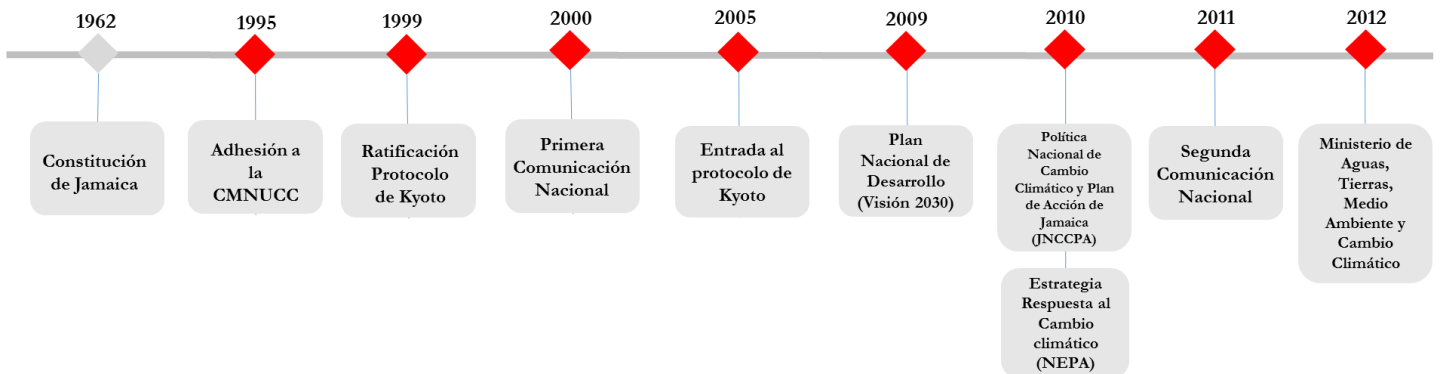 1962
1995
1999
2000
2005
2009
2010
2011
2012
Constitución
de Jamaica
Adhesión a
la
CMNUCC
Ratificación
Protocolo
de Kyoto
Primera
Comunicación
Nacional
Entrada al
protocolo de
Kyoto
Plan
Nacional de
Desarrollo
(Visión 2030)
Política
Nacional de
Cambio
Climático y Plan
de Acción de
Jamaica
(JNCCPA)
Estrategia
Respuesta al
Cambio
climático
(NEPA)
Segunda
Comunicación
Nacional
Ministerio de
Aguas,
Tierras,
Medio
Ambiente y
Cambio
Climático